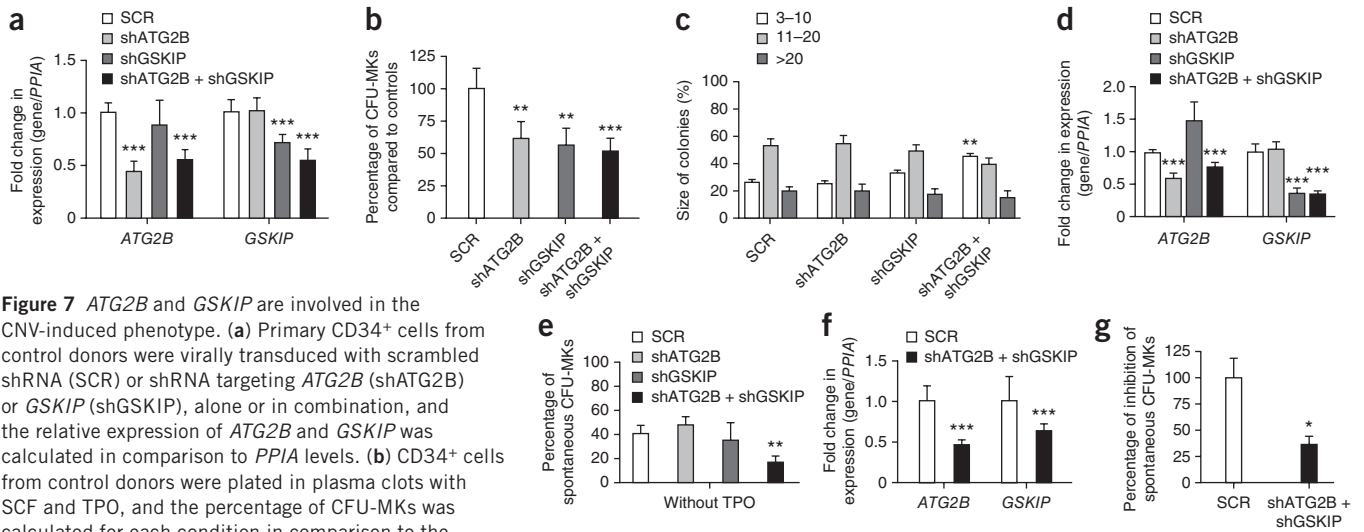 a
SCR
shATG2B
shGSKIP
shATG2B + shGSKIP
Fold change in
expression (gene/PPIA)
1.5
1.0
0.5
0
***
***
***
***
ATG2B
GSKIP
b
Percentage of CFU-MKs
compared to controls
125
100
75
50
25
0
**
**
***
SCR
shATG2B
shGSKIP
shATG2B +
shGSKIP
c
3–10
11–20
>20
Size of colonies (%)
100
80
60
40
20
0
**
SCR
shATG2B
shGSKIP
shATG2B +
shGSKIP
d
SCR
shATG2B
shGSKIP
shATG2B + shGSKIP
Fold change in expression
(gene/PPIA)
2.0
1.5
1.0
0.5
0
***
***
***
***
ATG2B
GSKIP
Figure 7 ATG2B and GSKIP are involved in the
CNV-induced phenotype. (a) Primary CD34+ cells from
control donors were virally transduced with scrambled
shRNA (SCR) or shRNA targeting ATG2B (shATG2B)
or GSKIP (shGSKIP), alone or in combination, and
the relative expression of ATG2B and GSKIP was
calculated in comparison to PPIA levels. (b) CD34+ cells
from control donors were plated in plasma clots with
SCF and TPO, and the percentage of CFU-MKs was
calculated for each condition in comparison to the
e
SCR
shATG2B
shGSKIP
shATG2B + shGSKIP
Percentage of
spontaneous CFU-MKs
100
80
60
40
20
0
**
Without TPO
f
SCR
shATG2B + shGSKIP
Fold change in
expression (gene/PPIA)
1.5
1.0
0.5
0
***
***
ATG2B
GSKIP
g
Percentage of inhibition of
spontaneous CFU-MKs
125
100
75
50
25
0
*
SCR
shATG2B +
shGSKIP